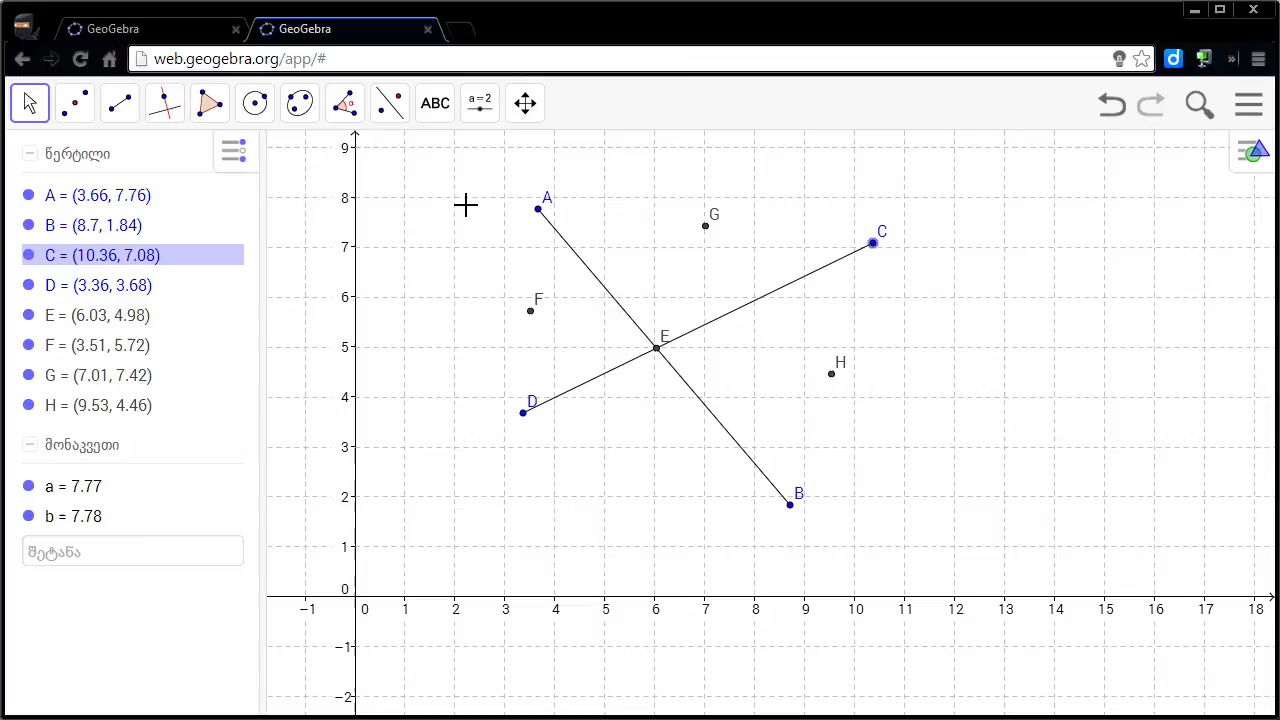 GeoGebra
GeoGebra
web.geogebra.org/app/#
ABC
a=2
α
წერტილი
A = (3.66, 7.76)
B = (8.7, 1.84)
C = (10.36, 7.08)
D = (3.36, 3.68)
E = (6.03, 4.98)
F = (3.51, 5.72)
G = (7.01, 7.42)
H = (9.53, 4.46)
მონაკვეთი
a = 7.77
b = 7.78
შეტანა
9
8
7
6
5
4
3
2
1
0
−1
−2
A
G
C
F
E
H
D
B
−1 0 1 2 3 4 5 6 7 8 9 10 11 12 13 14 15 16 17 18